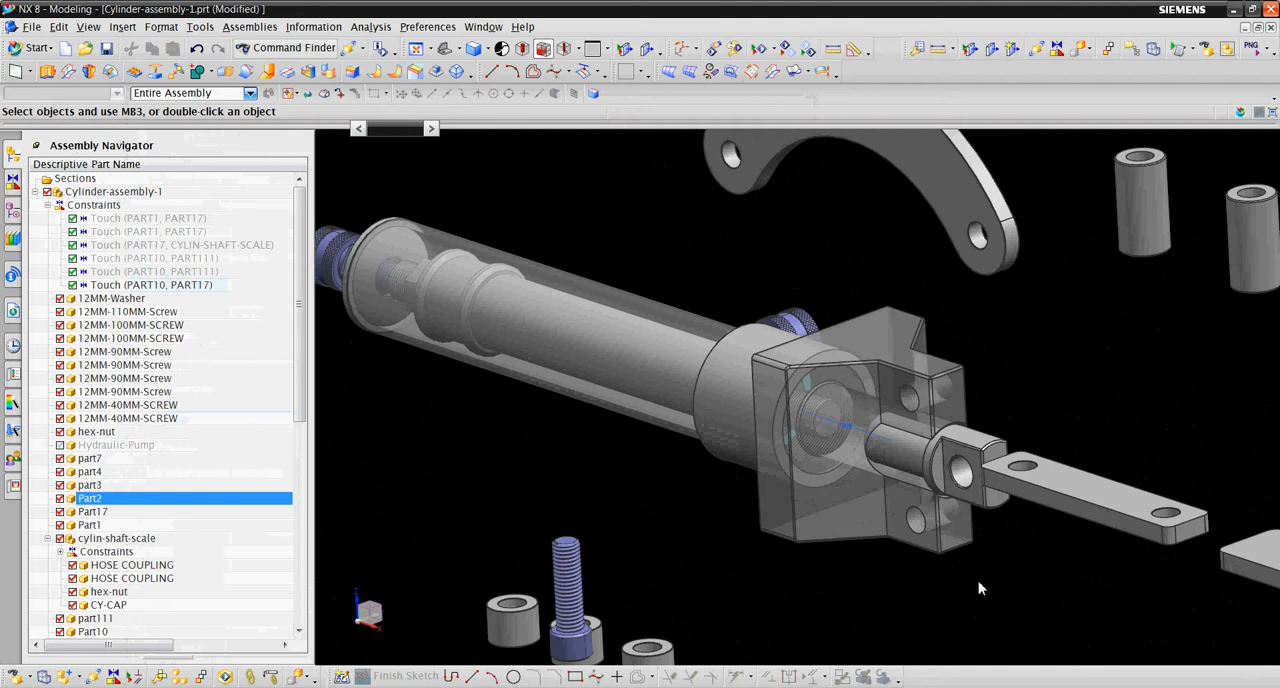 NX 8 - Modeling - [Cylinder-assembly-1.prt (Modified) ]
SIEMENS
File Edit View Insert Format Tools Assemblies Information Analysis Preferences Window Help
Start Command Finder
PNG
Entire Assembly
Select objects and use MB3, or double-click an object
Assembly Navigator
Descriptive Part Name
Sections
Cylinder-assembly-1
Constraints
Touch (PART1, PART17)
Touch (PART1, PART17)
Touch (PART17, CYLIN-SHAFT-SCALE)
Touch (PART10, PART111)
Touch (PART10, PART111)
Touch (PART10, PART17)
12MM-Washer
12MM-110MM-Screw
12MM-100MM-SCREW
12MM-100MM-SCREW
12MM-90MM-Screw
12MM-90MM-Screw
12MM-90MM-Screw
12MM-90MM-Screw
12MM-40MM-SCREW
12MM-40MM-SCREW
hex-nut
Hydraulic-Pump
part7
part4
part3
Part2
Part17
Part1
cylin-shaft-scale
Constraints
HOSE COUPLING
HOSE COUPLING
hex-nut
CY-CAP
part111
Part10
Finish Sketch